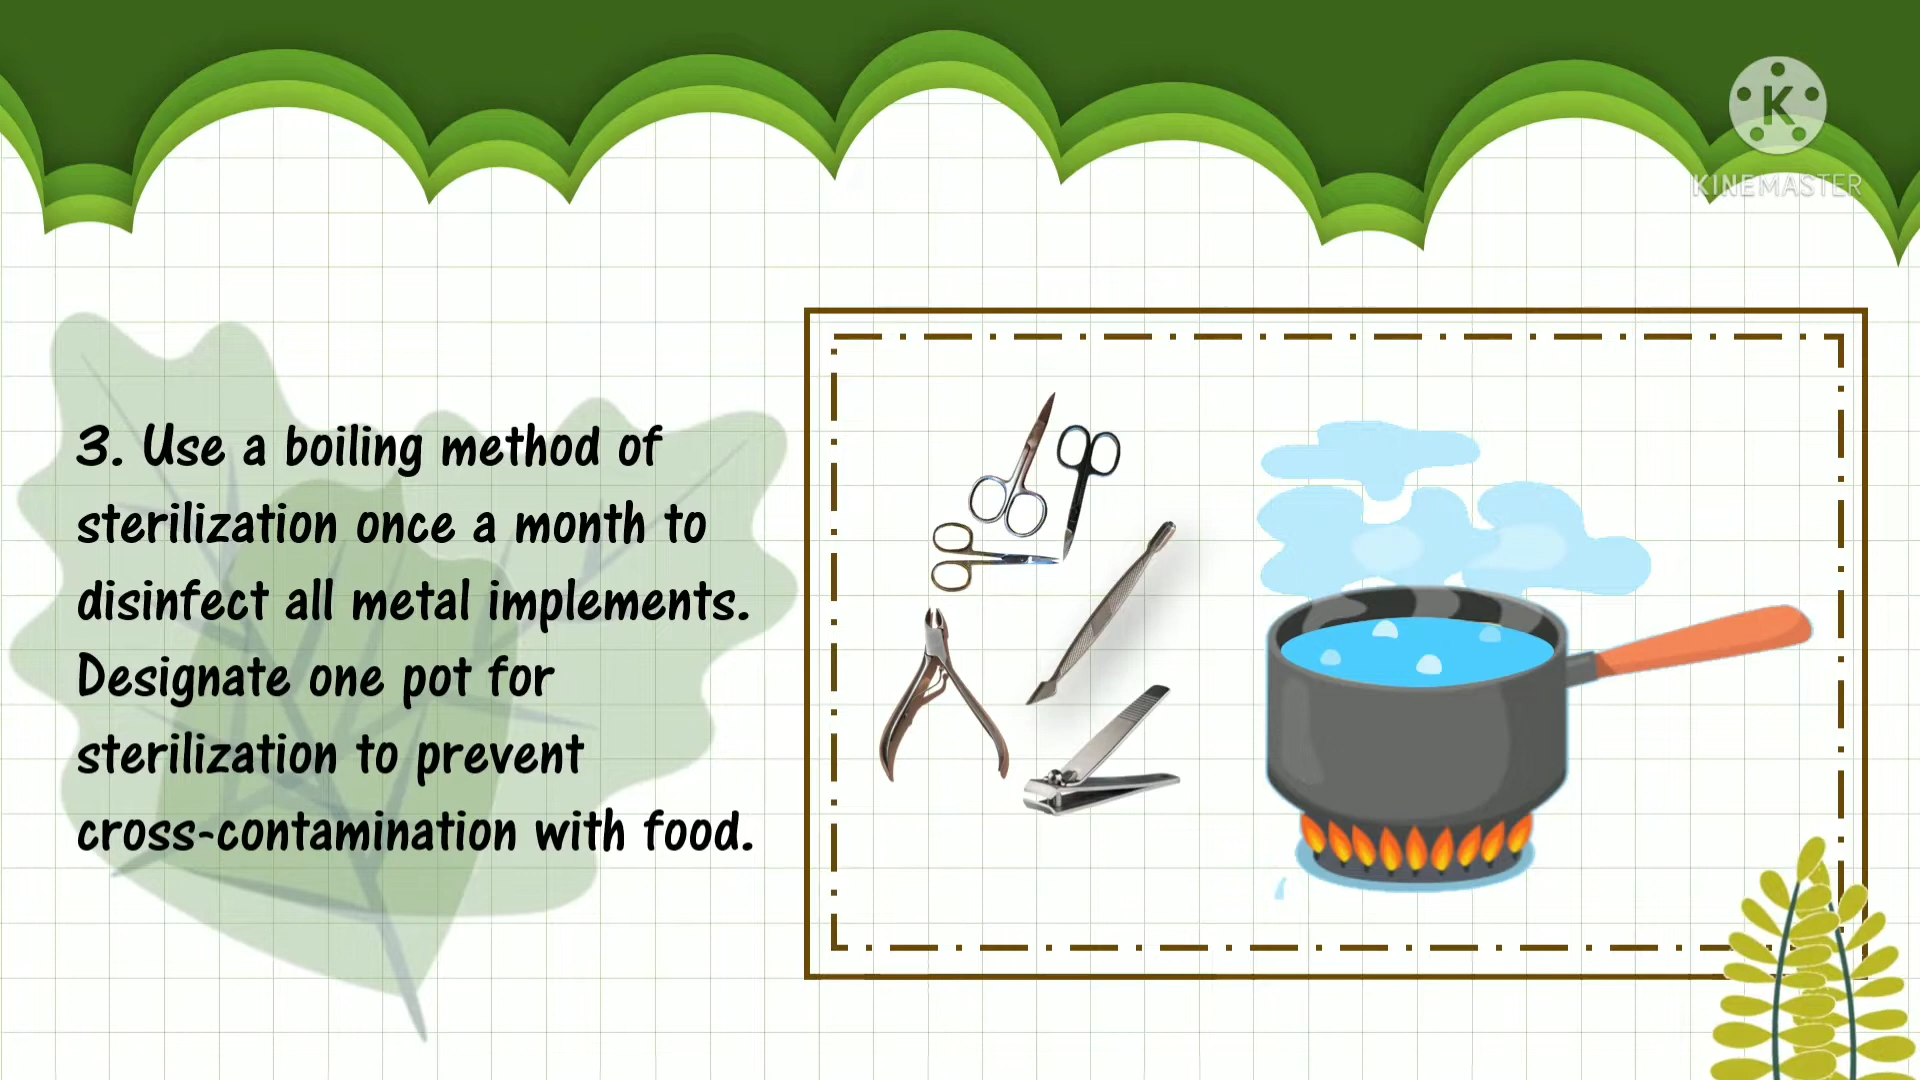 K
KINEMASTER
3. Use a boiling method of
sterilization once a month to
disinfect all metal implements.
Designate one pot for
sterilization to prevent
cross-contamination with food.